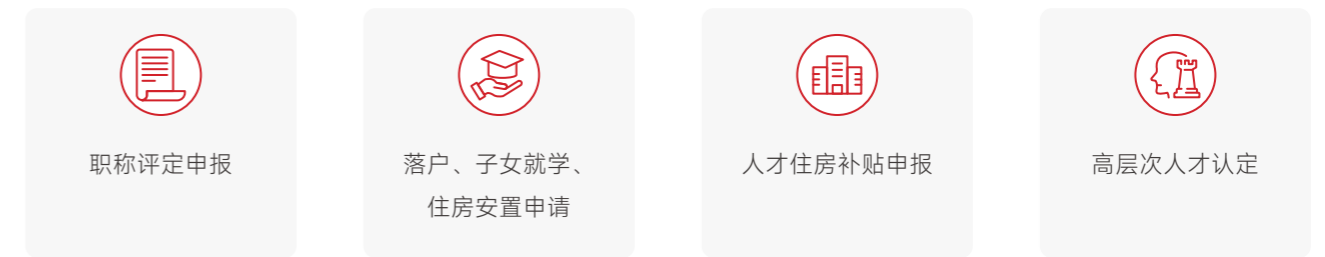 职称评定申报
落户、子女就学、
住房安置申请
人才住房补贴申报
高层次人才认定